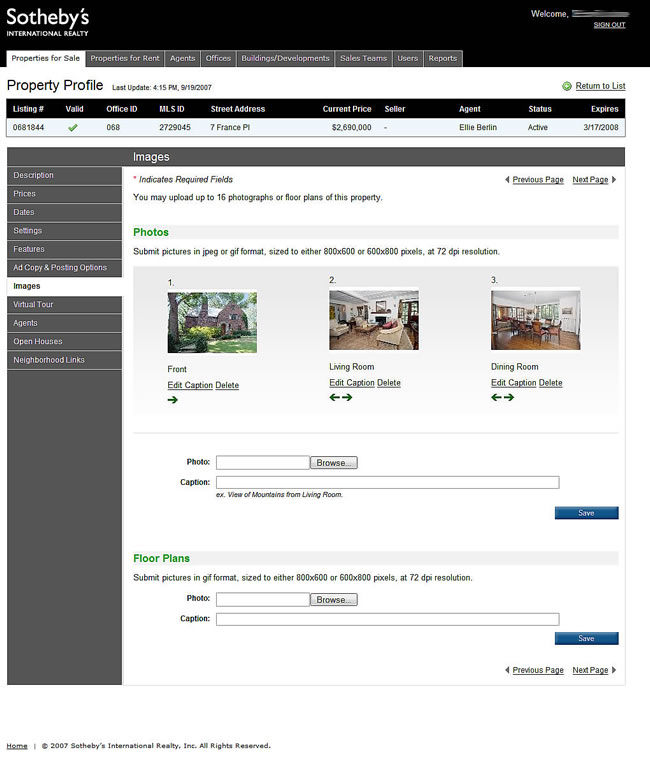 Sotheby's
INTERNATIONAL REALTY
Welcome,
SIGN OUT
Properties for Sale Properties for Rent Agents Offices Buildings/Developments Sales Teams Users Reports
Property Profile Last Update: 4:15 PM, 9/19/2007 Return to List
Listing # Valid Office ID MLS ID Street Address Current Price Seller Agent Status Expires
0681844 068 2729045 7 France Pl $2,690,000 - Ellie Berlin Active 3/17/2008
Images
Description
Prices
Dates
Settings
Features
Ad Copy & Posting Options
Images
Virtual Tour
Agents
Open Houses
Neighborhood Links
* Indicates Required Fields Previous Page Next Page
You may upload up to 16 photographs or floor plans of this property.
Photos
Submit pictures in jpeg or gif format, sized to either 800x600 or 600x800 pixels, at 72 dpi resolution.
1. 2. 3.
Front Living Room Dining Room
Edit Caption Delete Edit Caption Delete Edit Caption Delete
Photo: Browse...
Caption:
ex. View of Mountains from Living Room.
Save
Floor Plans
Submit pictures in gif format, sized to either 800x600 or 600x800 pixels, at 72 dpi resolution.
Photo: Browse...
Caption:
Save
Previous Page Next Page
Home | © 2007 Sotheby's International Realty, Inc. All Rights Reserved.